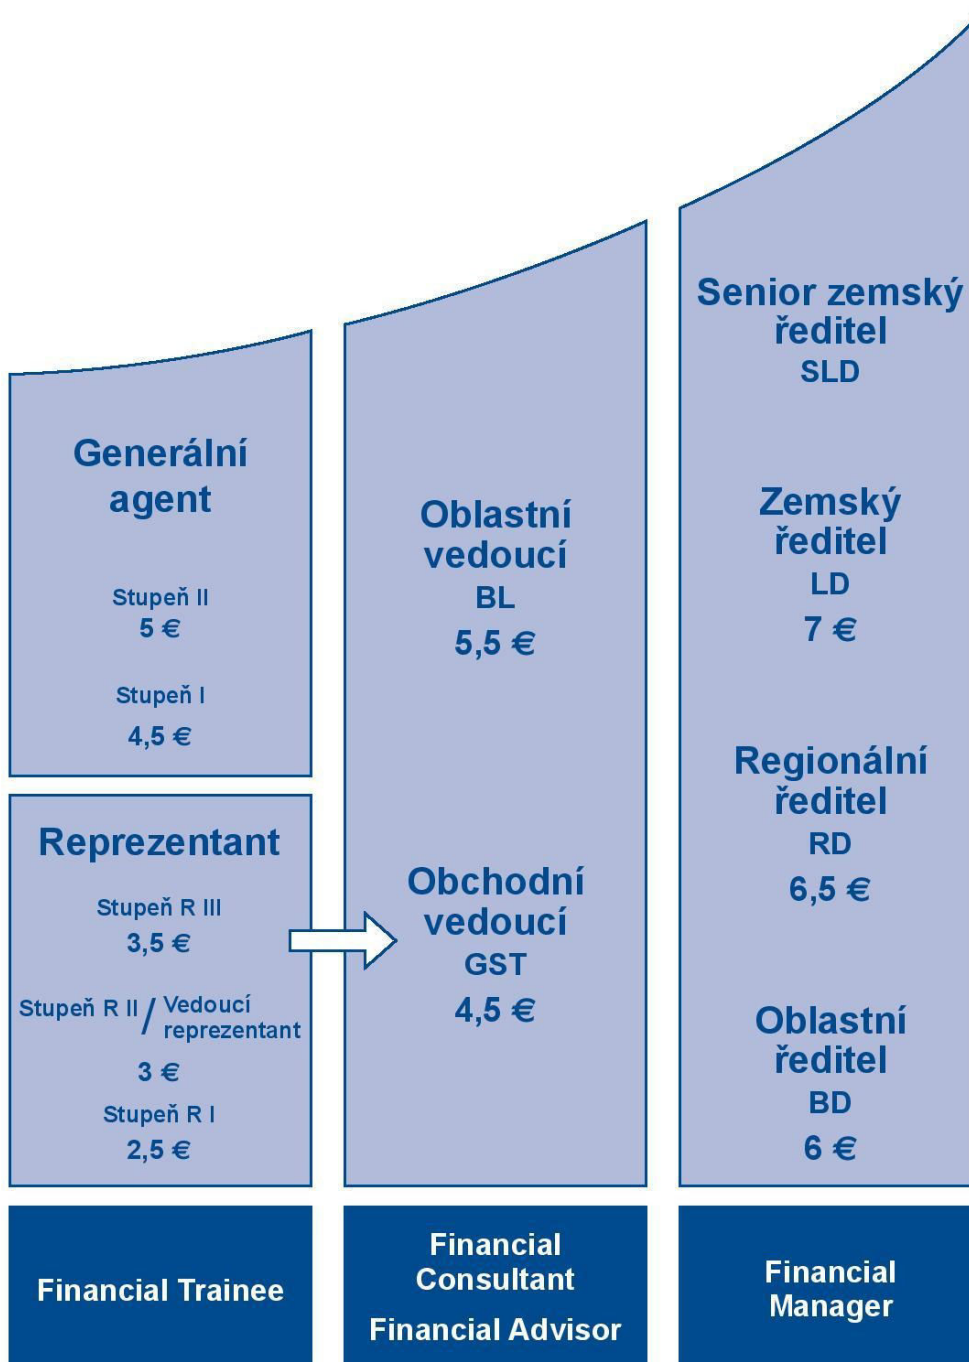 Generální
agent
Stupeň II
5 €
Stupeň I
4,5 €
Reprezentant
Stupeň R III
3,5 €
Stupeň R II / Vedoucí
reprezentant
3 €
Stupeň R I
2,5 €
Financial Trainee
Oblastní
vedoucí
BL
5,5 €
Obchodní
vedoucí
GST
4,5 €
Financial
Consultant
Financial Advisor
Senior zemský
ředitel
SLD
Zemský
ředitel
LD
7 €
Regionální
ředitel
RD
6,5 €
Oblastní
ředitel
BD
6 €
Financial
Manager